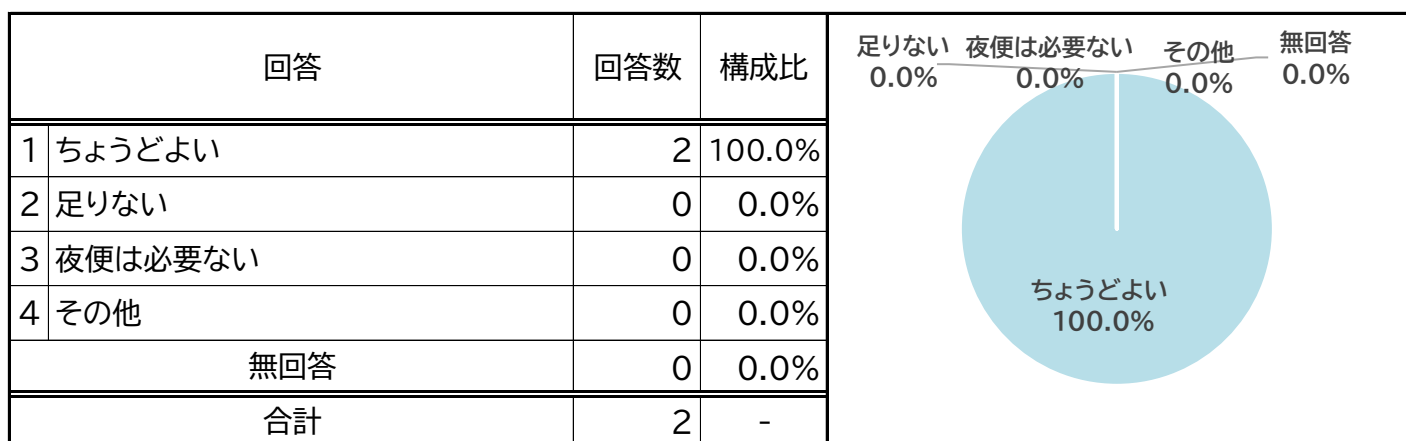 回答 回答数 構成比
1 ちょうどよい 2 100.0%
2 足りない 0 0.0%
3 夜便は必要ない 0 0.0%
4 その他 0 0.0%
無回答 0 0.0%
合計 2 -
足りない 夜便は必要ない その他 無回答
0.0% 0.0% 0.0% 0.0%
ちょうどよい
100.0%